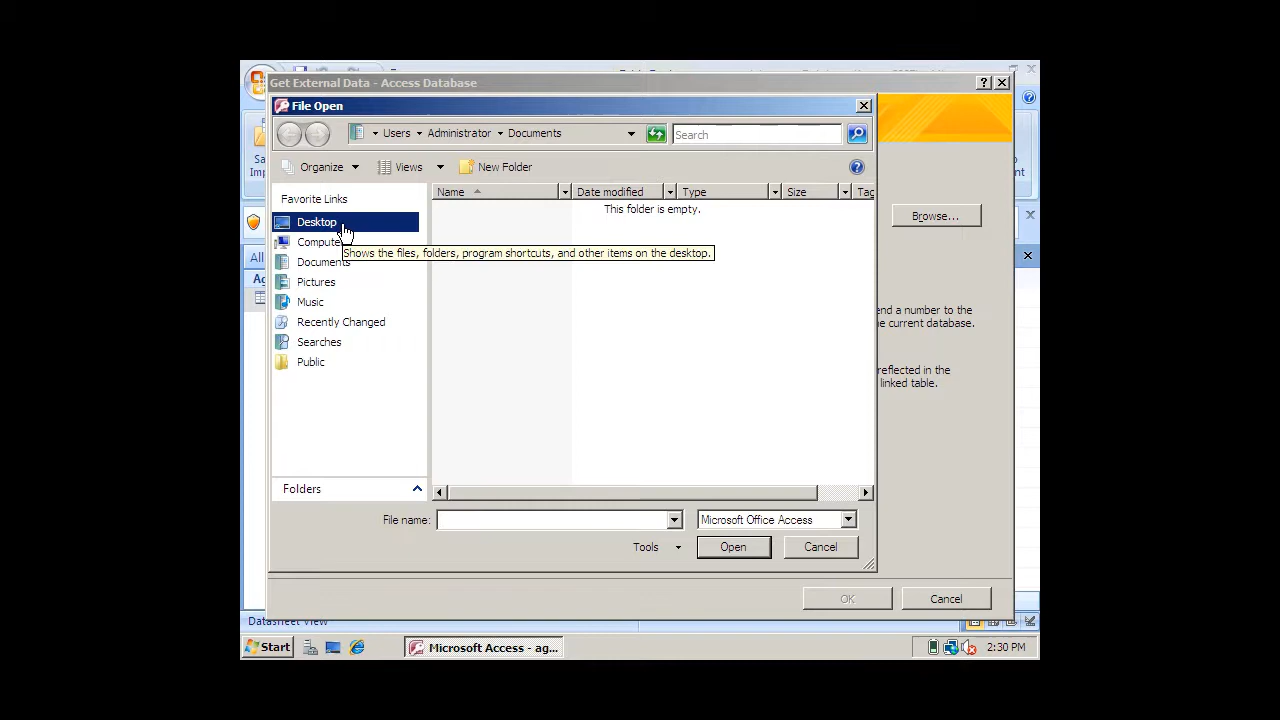 Get External Data - Access Database
File Open
Users
Administrator
Documents
Search
Organize
Views
New Folder
Favorite Links
Name
Date modified
Type
Size
Tag
This folder is empty.
Desktop
Browse...
Compute
Shows the files, folders, program shortcuts, and other items on the desktop.
All
Documents
Ag
Pictures
Music
end a number to the
e current database.
Recently Changed
Searches
Public
reflected in the
linked table.
Folders
File name:
Microsoft Office Access
Tools
Open
Cancel
OK
Cancel
Datasheet View
Start
Microsoft Access - ag...
2:30 PM